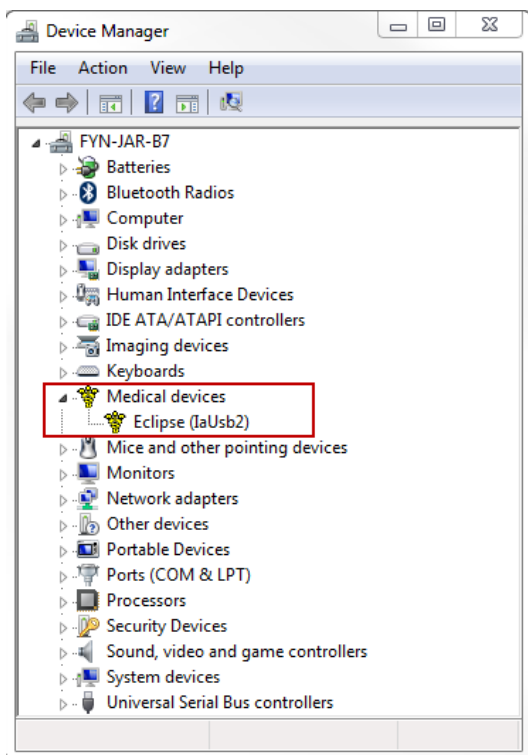 Device Manager
File Action View Help
FYN-JAR-B7
Batteries
Bluetooth Radios
Computer
Disk drives
Display adapters
Human Interface Devices
IDE ATA/ATAPI controllers
Imaging devices
Keyboards
Medical devices
Eclipse (IaUsb2)
Mice and other pointing devices
Monitors
Network adapters
Other devices
Portable Devices
Ports (COM & LPT)
Processors
Security Devices
Sound, video and game controllers
System devices
Universal Serial Bus controllers